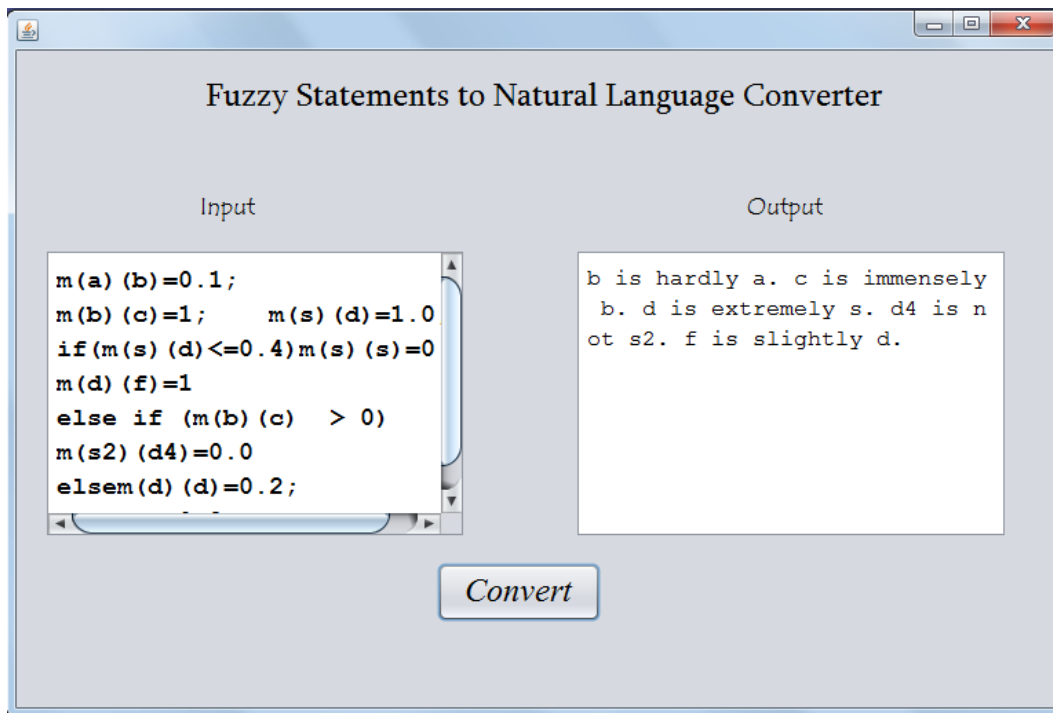 Fuzzy Statements to Natural Language Converter
Input
Output
m(a)(b)=0.1;
m(b)(c)=1;    m(s)(d)=1.0
if(m(s)(d)<=0.4)m(s)(s)=0
m(d)(f)=1
else if (m(b)(c)  > 0)
m(s2)(d4)=0.0
elsem(d)(d)=0.2;
b is hardly a. c is immensely
 b. d is extremely s. d4 is n
ot s2. f is slightly d.
Convert